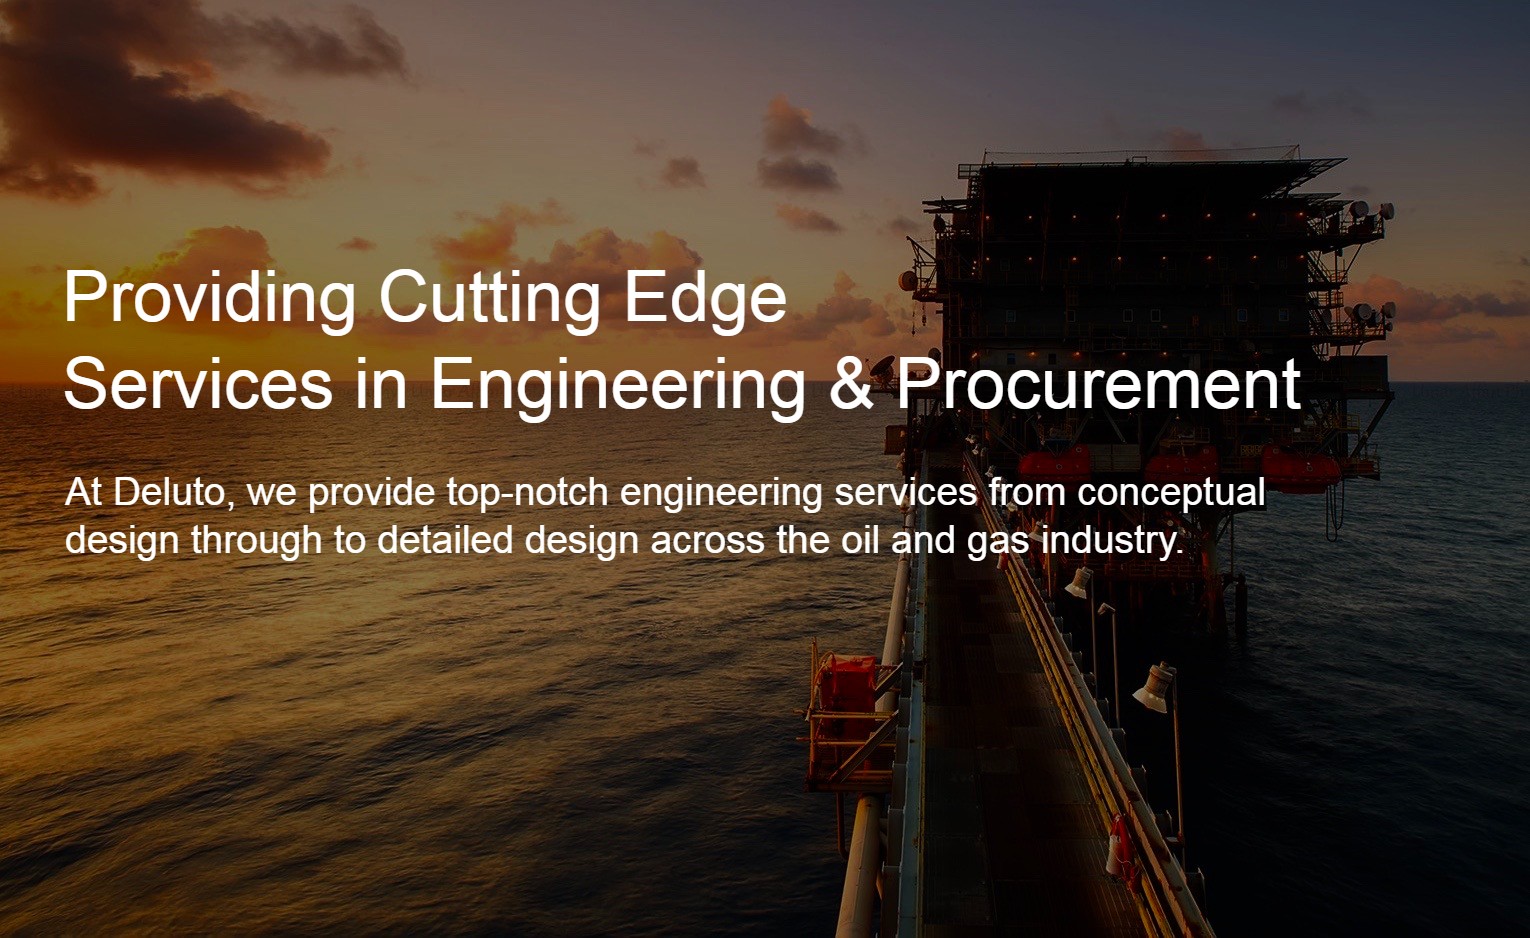 Providing Cutting Edge
Services in Engineering & Procurement
At Deluto, we provide top-notch engineering services from conceptual
design through to detailed design across the oil and gas industry.